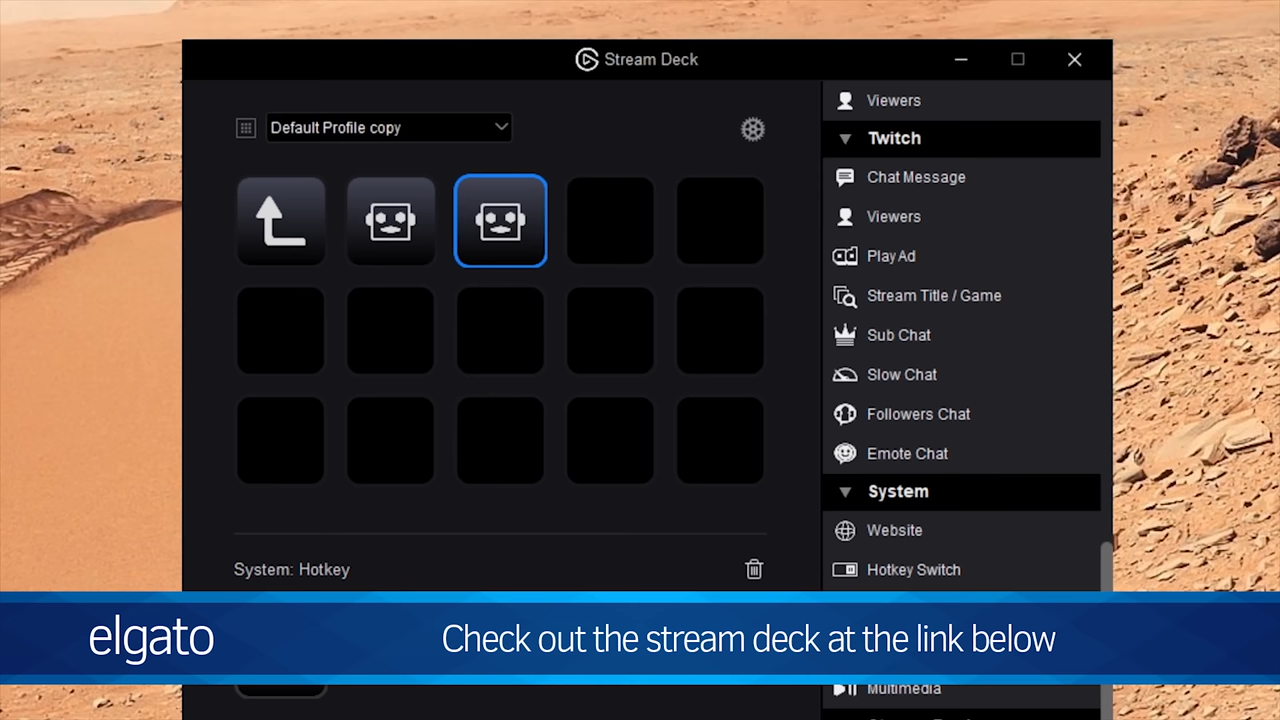 Stream Deck
Default Profile copy
Viewers
Twitch
Chat Message
Viewers
Play Ad
Stream Title / Game
Sub Chat
Slow Chat
Followers Chat
Emote Chat
System
Website
Hotkey Switch
System: Hotkey
elgato
Check out the stream deck at the link below
Multimedia